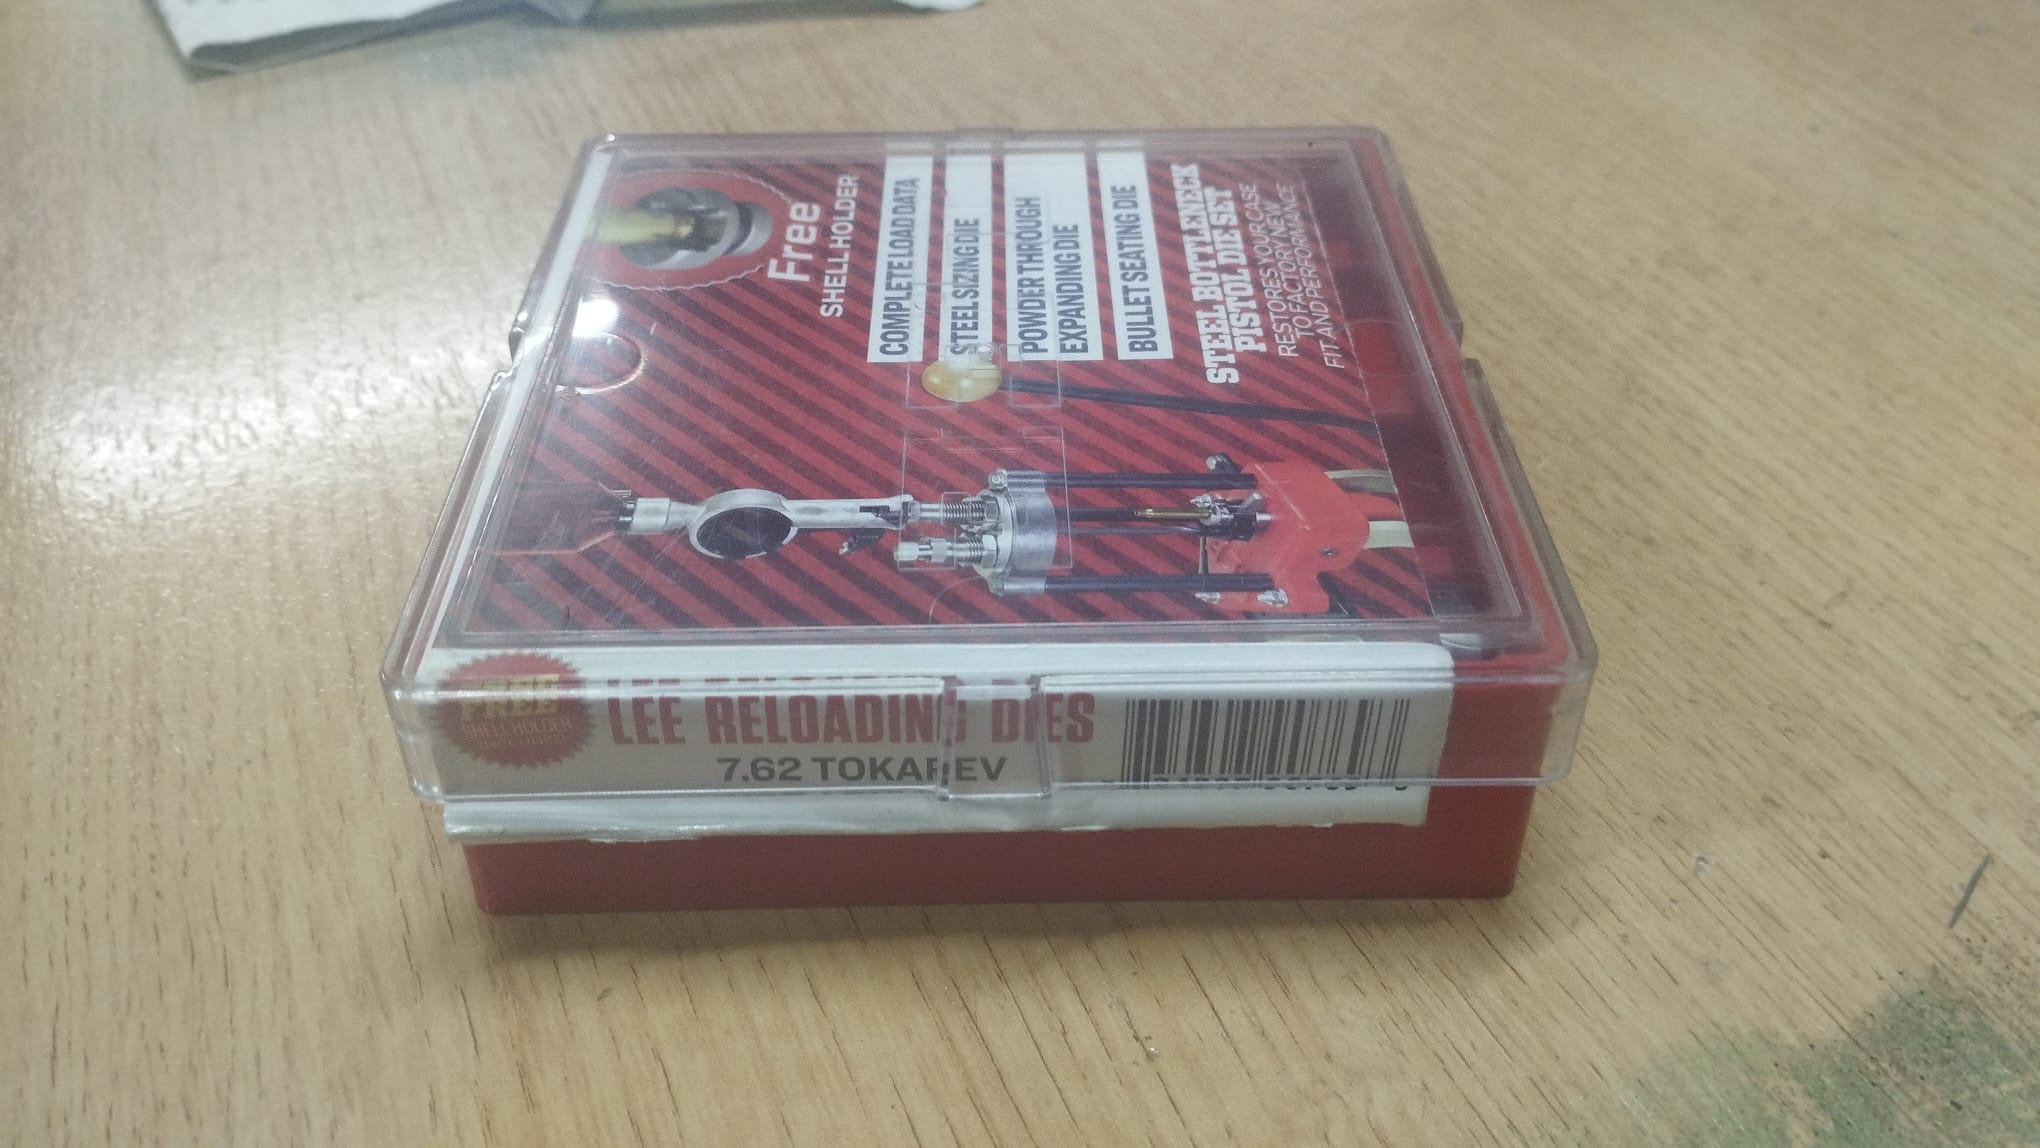 Free
SHELL HOLDER
COMPLETE LOAD DATA
STEEL SIZING DIE
POWDER THROUGH
EXPANDING DIE
BULLET SEATING DIE
STEEL BOTTLENECK
PISTOL DIE SET
RESTORES YOUR CASE
TO FACTORY NEW
FIT AND PERFORMANCE
FREE
SHELL HOLDER
INCLUDED
LEE RELOADING DIES
7.62 TOKAREV